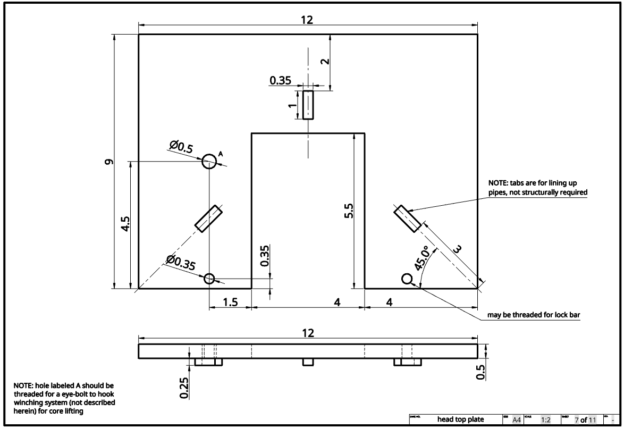 12
2
0.35
1
Ø0.5
A
9
4.5
5.5
NOTE: tabs are for lining up
pipes, not structurally required
Ø0.35
0.35
45.0°
3
1.5
4
4
may be threaded for lock bar
12
0.25
0.5
NOTE: hole labeled A should be
threaded for a eye-bolt to hook
winching system (not described
herein) for core lifting
head top plate
A4
1:2
7 of 11